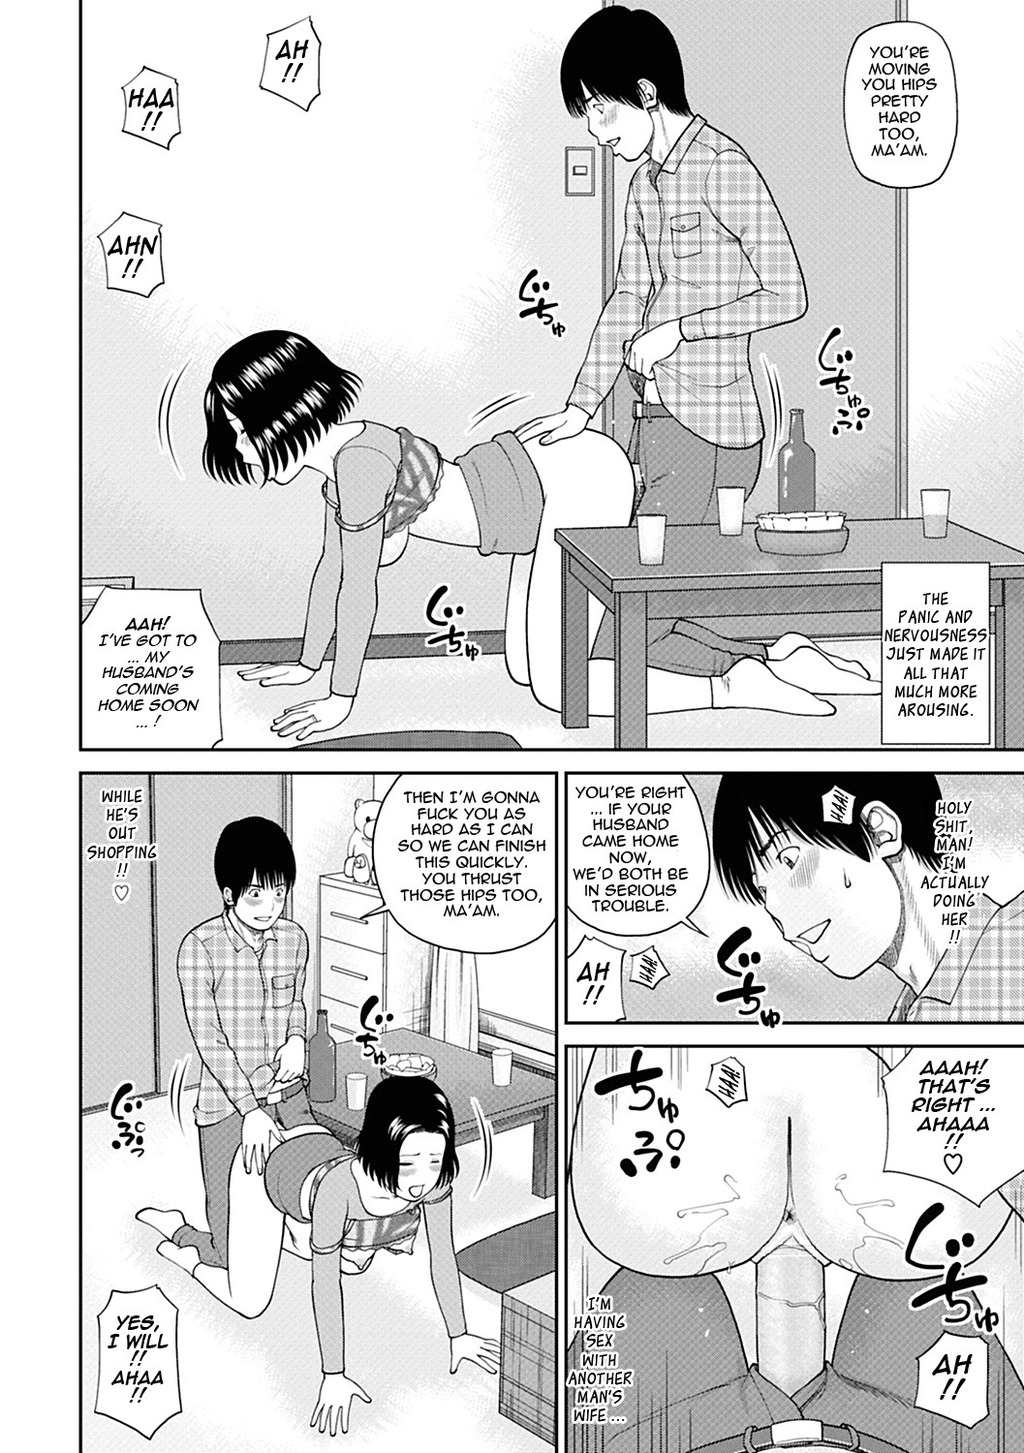 YOU'RE
MOVING
YOU HIPS
PRETTY
HARD
TOO,
MA'AM.
AH
!!
HAA
!!
AHN
!!
ぐちゅ
ぐちゅぷ
ぐちゅ
THE
PANIC AND
NERVOUSNESS
JUST MADE IT
ALL THAT
MUCH MORE
AROUSING.
AAH!
I'VE GOT TO
... MY
HUSBAND'S
COMING
HOME SOON
... !
HOLY
SHIT,
MAN!
I'M
ACTUALLY
DOING
HER
!!
HAA!
YOU'RE RIGHT
... IF YOUR
HUSBAND
CAME HOME
NOW,
WE'D BOTH BE
IN SERIOUS
TROUBLE.
HAA!
AH
!!
ぐちゅ
THEN I'M GONNA
FUCK YOU AS
HARD AS I CAN
SO WE CAN FINISH
THIS QUICKLY.
YOU THRUST
THOSE HIPS TOO,
MA'AM.
WHILE
HE'S
OUT
SHOPPING
!!
♡
ぐちゅ
ぐぷっ
YES,
I WILL
!!
AHAA
!!
AAAH!
THAT'S
RIGHT ...
AHAAA
!!
♡
HAA!
ちゅぷ
ぐちゅ
I'M
HAVING
SEX
WITH
ANOTHER
MAN'S
WIFE ...
AH
!!